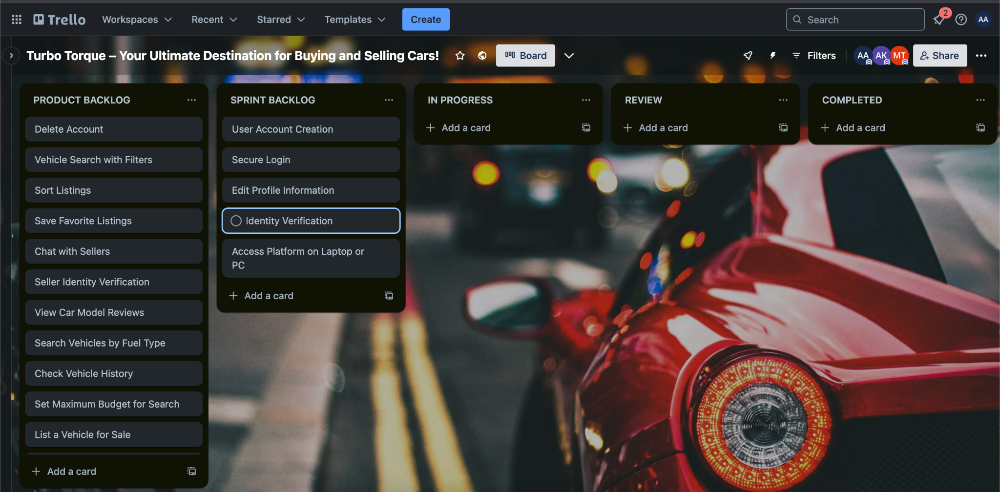 Trello
Workspaces
Recent
Starred
Templates
Create
Search
2
AA
Turbo Torque – Your Ultimate Destination for Buying and Selling Cars!
Board
Filters
AA
AK
MT
Share
PRODUCT BACKLOG
Delete Account
Vehicle Search with Filters
Sort Listings
Save Favorite Listings
Chat with Sellers
Seller Identity Verification
View Car Model Reviews
Search Vehicles by Fuel Type
Check Vehicle History
Set Maximum Budget for Search
List a Vehicle for Sale
Add a card
SPRINT BACKLOG
User Account Creation
Secure Login
Edit Profile Information
Identity Verification
Access Platform on Laptop or
PC
Add a card
IN PROGRESS
Add a card
REVIEW
Add a card
COMPLETED
Add a card